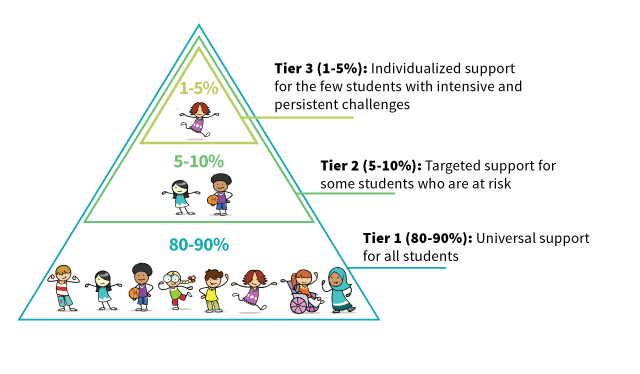 1-5%
Tier 3 (1-5%): Individualized support
for the few students with intensive and
persistent challenges
5-10%
Tier 2 (5-10%): Targeted support for
some students who are at risk
80-90%
Tier 1 (80-90%): Universal support
for all students